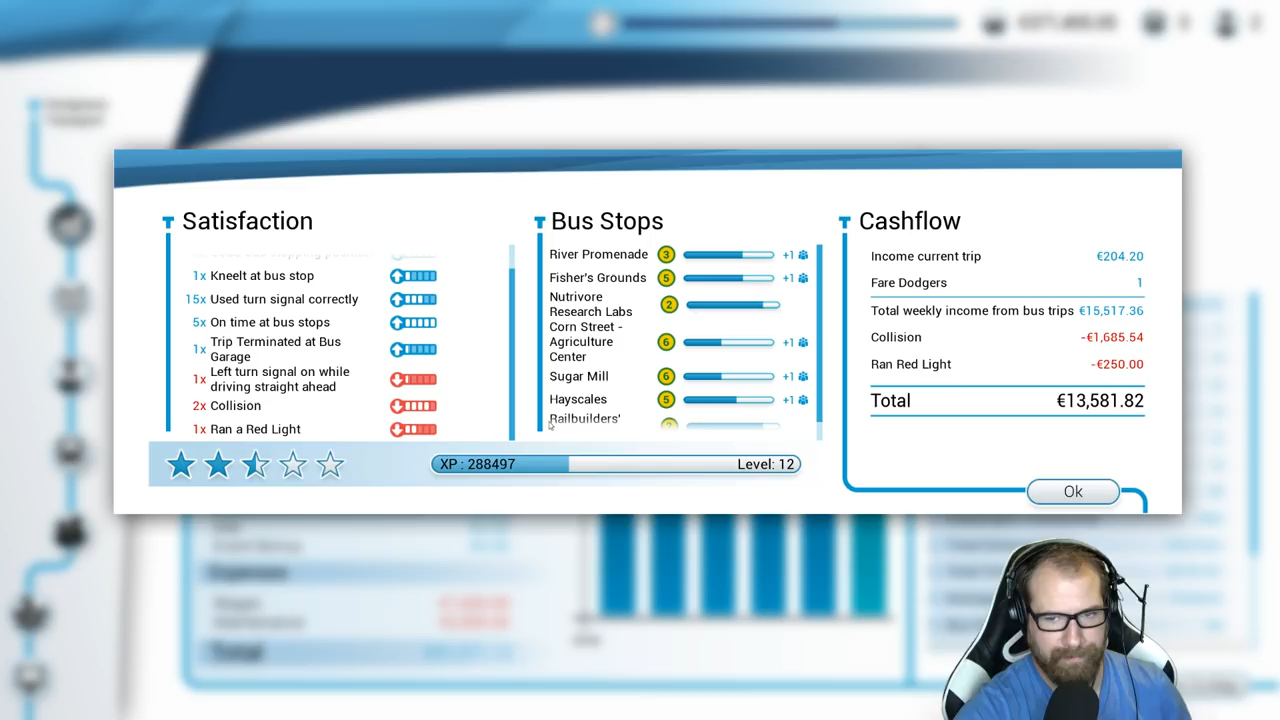 Satisfaction
1x Kneelt at bus stop
15x Used turn signal correctly
5x On time at bus stops
1x Trip Terminated at Bus
Garage
1x Left turn signal on while
driving straight ahead
2x Collision
1x Ran a Red Light
XP : 288497
Level: 12
Bus Stops
River Promenade 3 +1
Fisher's Grounds 5 +1
Nutrivore
Research Labs 2
Corn Street -
Agriculture
Center 6 +1
Sugar Mill 6 +1
Hayscales 5 +1
Railbuilders'
Cashflow
Income current trip €204.20
Fare Dodgers 1
Total weekly income from bus trips €15,517.36
Collision -€1,685.54
Ran Red Light -€250.00
Total €13,581.82
Ok
Expenses
Total